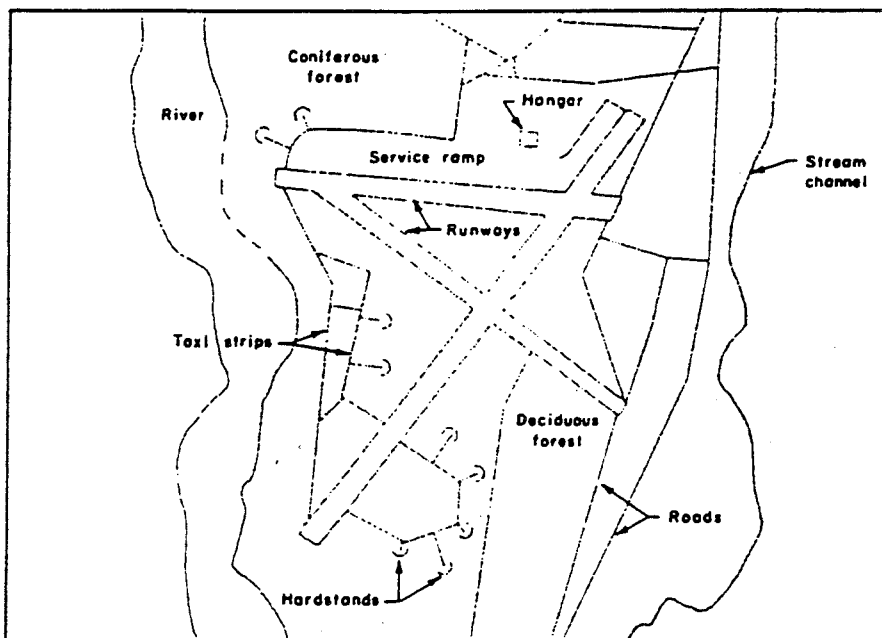 Coniferous
forest
Hangar
River
Service ramp
Stream
channel
Runways
Taxi strips
Deciduous
forest
Roads
Hardstands